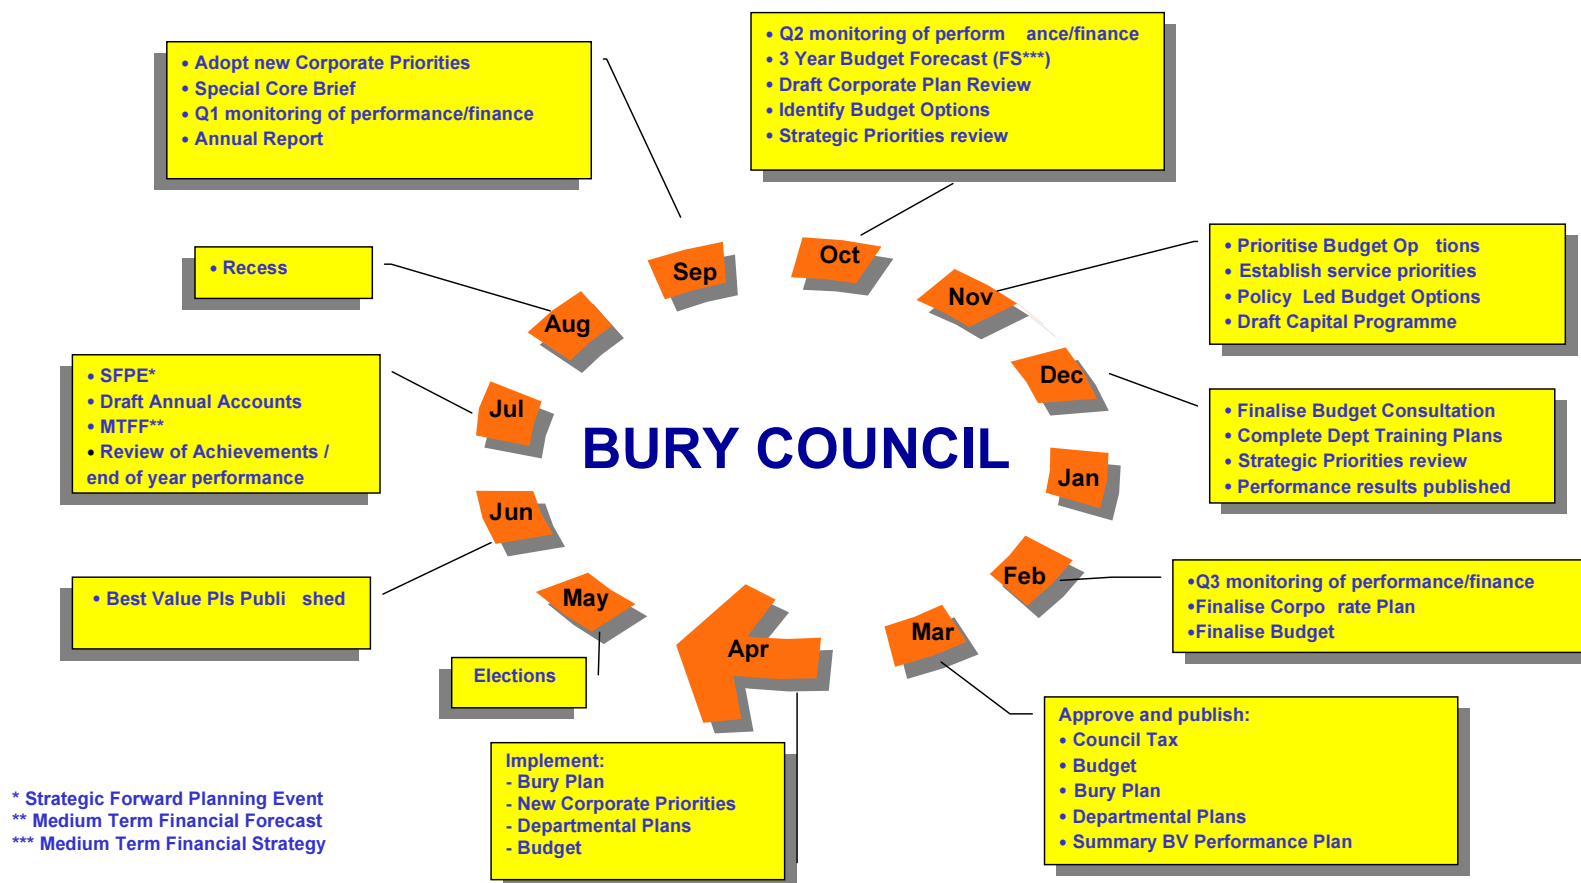 • Adopt new Corporate Priorities
• Special Core Brief
• Q1 monitoring of performance/finance
• Annual Report
• Q2 monitoring of perform ance/finance
• 3 Year Budget Forecast (FS***)
• Draft Corporate Plan Review
• Identify Budget Options
• Strategic Priorities review
• Recess
Sep
Oct
Nov
• Prioritise Budget Op tions
• Establish service priorities
• Policy Led Budget Options
• Draft Capital Programme
Aug
Dec
• SFPE*
• Draft Annual Accounts
• MTFF**
• Review of Achievements /
end of year performance
Jul
BURY COUNCIL
• Finalise Budget Consultation
• Complete Dept Training Plans
• Strategic Priorities review
• Performance results published
Jan
Jun
Feb
• Best Value PIs Publi shed
May
Apr
Mar
•Q3 monitoring of performance/finance
•Finalise Corpo rate Plan
•Finalise Budget
Elections
Approve and publish:
• Council Tax
• Budget
• Bury Plan
• Departmental Plans
• Summary BV Performance Plan
Implement:
- Bury Plan
- New Corporate Priorities
- Departmental Plans
- Budget
* Strategic Forward Planning Event
** Medium Term Financial Forecast
*** Medium Term Financial Strategy